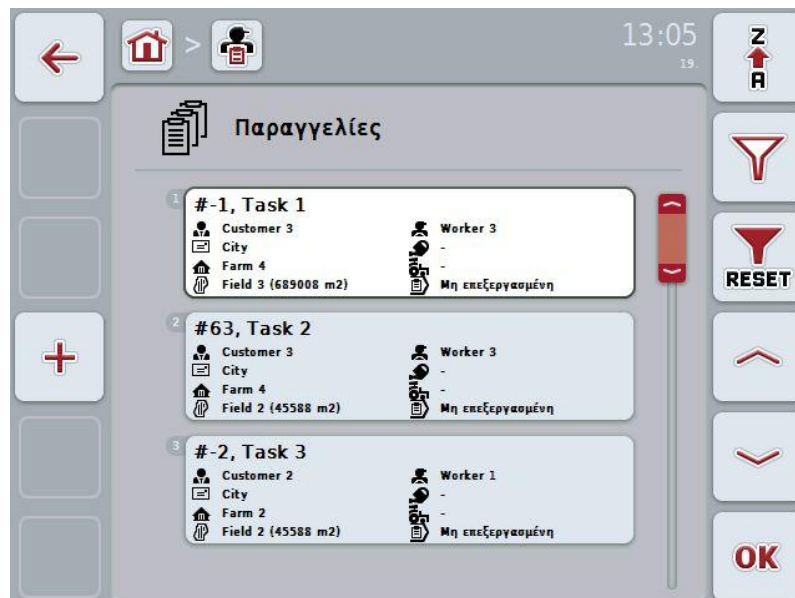 13:05
19.
Z
A
Παραγγελίες
1
#-1, Task 1
Customer 3 Worker 3
City -
Farm 4 -
Field 3 (689008 m2) Μη επεξεργασμένη
RESET
2
#63, Task 2
Customer 3 Worker 3
City -
Farm 4 -
Field 2 (45588 m2) Μη επεξεργασμένη
3
#-2, Task 3
Customer 2 Worker 1
City -
Farm 2 -
Field 2 (45588 m2) Μη επεξεργασμένη
OK